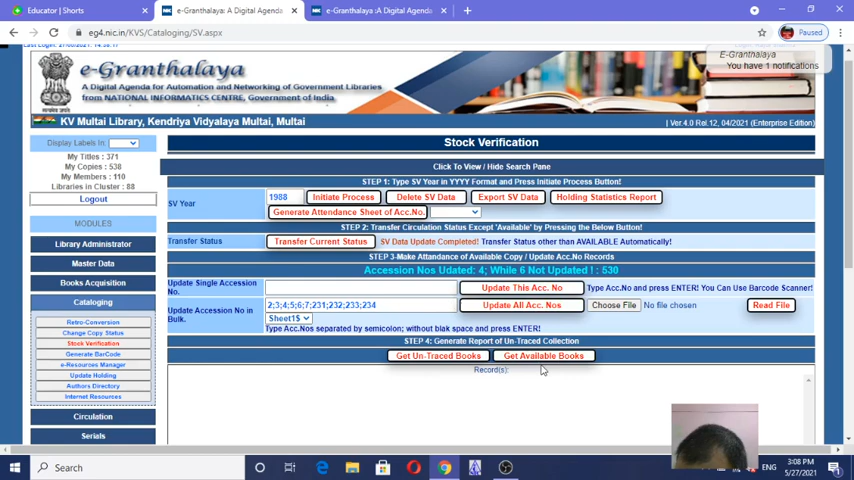 Educator | Shorts
e-Granthalaya: A Digital Agenda
e-Granthalaya :A Digital Agenda
eg4.nic.in/KVS/Cataloging/SV.aspx
Paused
E-Granthalaya
You have 1 notifications
e-Granthalaya
A Digital Agenda for Automation and Networking of Government Libraries
from NATIONAL INFORMATICS CENTRE, Government of India
KV Multai Library, Kendriya Vidyalaya Multai, Multai
| Ver.4.0 Rel.12, 04/2021 (Enterprise Edition)
Display Labels In:
My Titles : 371
My Copies : 538
My Members : 110
Libraries in Cluster : 88
Logout
MODULES
Library Administrator
Master Data
Books Acquisition
Cataloging
Retro-Conversion
Change Copy Status
Stock Verification
Generate BarCode
e-Resources Manager
Update Holding
Authors Directory
Internet Resources
Circulation
Serials
Stock Verification
Click To View / Hide Search Pane
STEP 1: Type SV Year in YYYY Format and Press Initiate Process Button!
SV Year
1988
Initiate Process
Delete SV Data
Export SV Data
Holding Statistics Report
Generate Attendance Sheet of Acc.No.
STEP 2: Transfer Circulation Status Except 'Available' by Pressing the Below Button!
Transfer Status
Transfer Current Status
SV Data Update Completed! Transfer Status other than AVAILABLE Automatically!
STEP 3-Make Attendance of Available Copy / Update Acc.No Records
Accession Nos Udated: 4; While 6 Not Updated ! : 530
Update Single Accession No.
Update This Acc. No
Type Acc.No and press ENTER! You Can Use Barcode Scanner!
Update Accession No in Bulk.
2;3;4;5;6;7;231;232;233;234
Update All Acc. Nos
Choose File
No file chosen
Read File
Sheet1$
Type Acc.Nos separated by semicolon; without blak space and press ENTER!
STEP 4: Generate Report of Un-Traced Collection
Get Un-Traced Books
Get Available Books
Record(s):
Search
ENG
3:08 PM
5/27/2021